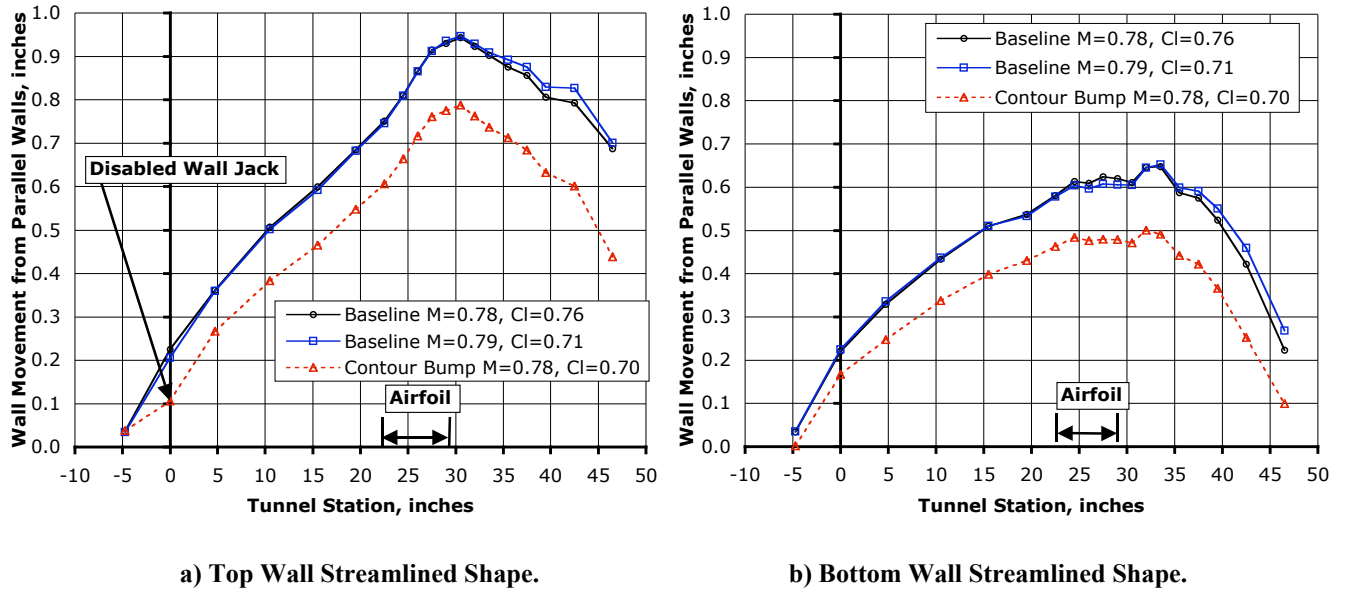 Wall Movement from Parallel Walls, inches
1.0
0.9
0.8
0.7
0.6
0.5
0.4
0.3
0.2
0.1
0.0
Disabled Wall Jack
Baseline M=0.78, Cl=0.76
Baseline M=0.79, Cl=0.71
Contour Bump M=0.78, Cl=0.70
Airfoil
-10 -5 0 5 10 15 20 25 30 35 40 45 50
Tunnel Station, inches
a) Top Wall Streamlined Shape.
Wall Movement from Parallel Walls, inches
1.0
0.9
0.8
0.7
0.6
0.5
0.4
0.3
0.2
0.1
0.0
Baseline M=0.78, Cl=0.76
Baseline M=0.79, Cl=0.71
Contour Bump M=0.78, Cl=0.70
Airfoil
-10 -5 0 5 10 15 20 25 30 35 40 45 50
Tunnel Station, inches
b) Bottom Wall Streamlined Shape.